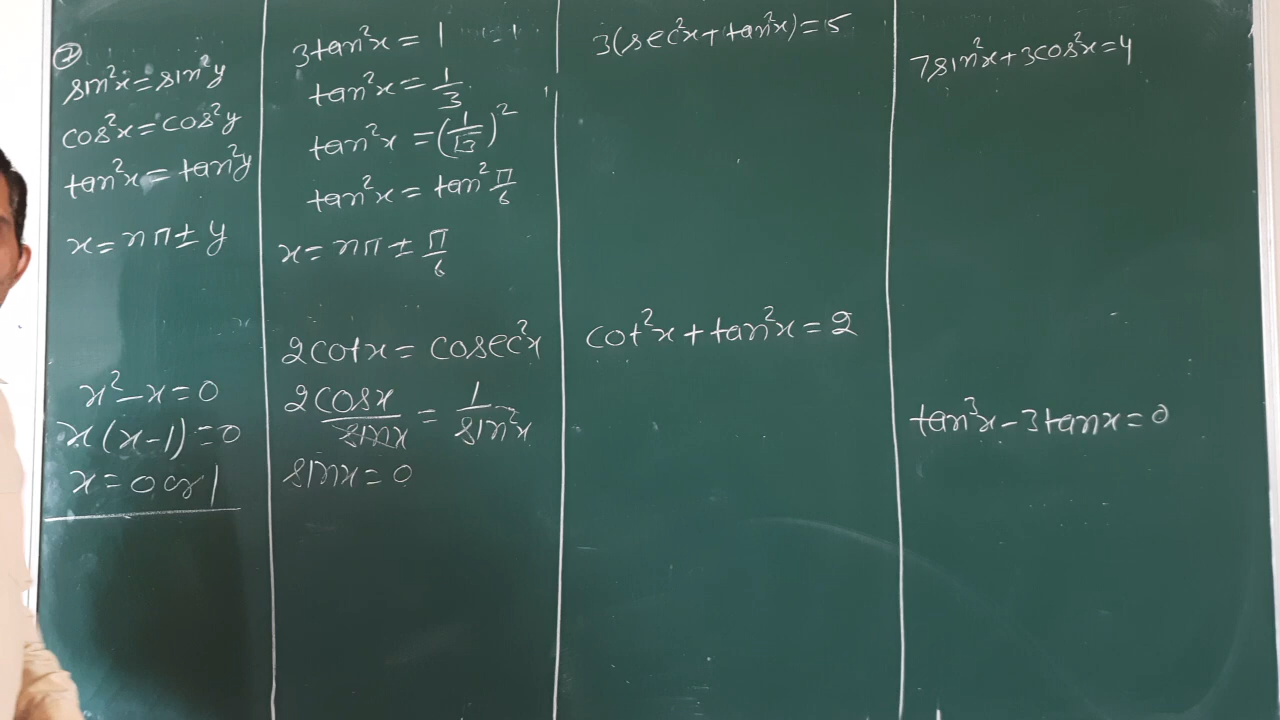 ②
sin²x = sin²y
cos²x = cos²y
tan²x = tan²y
x = nπ ± y
x² - x = 0
x(x-1) = 0
x = 0 or 1
3tan²x = 1
tan²x = 1/3
tan²x = (1/√3)²
tan²x = tan² π/6
x = nπ ± π/6
2cotx = cosec²x
2cosx/sinx = 1/sin²x
sinx = 0
3(sec²x + tan²x) = 5
cot²x + tan²x = 2
7sin²x + 3cos²x = 4
tan³x - 3tanx = 0